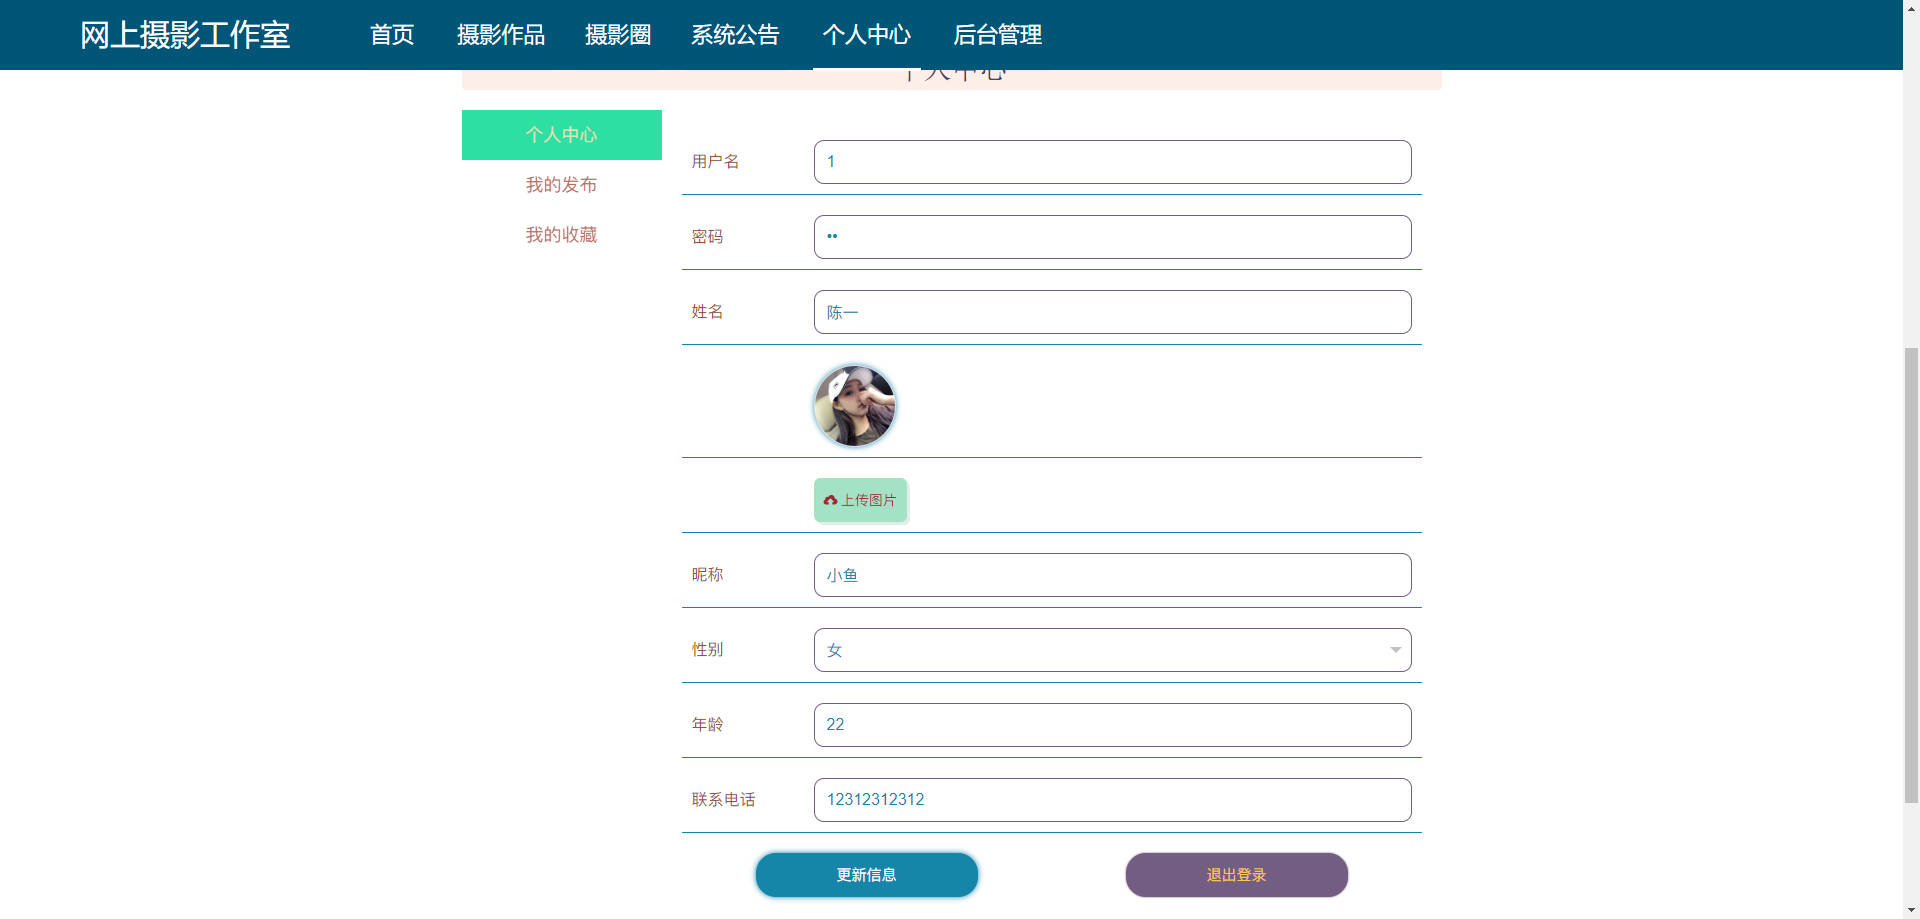 网上摄影工作室 首页 摄影作品 摄影圈 系统公告 个人中心 后台管理
个人中心
个人中心
我的发布
我的收藏
用户名 1
密码 ••
姓名 陈一
上传图片
昵称 小鱼
性别 女
年龄 22
联系电话 12312312312
更新信息 退出登录